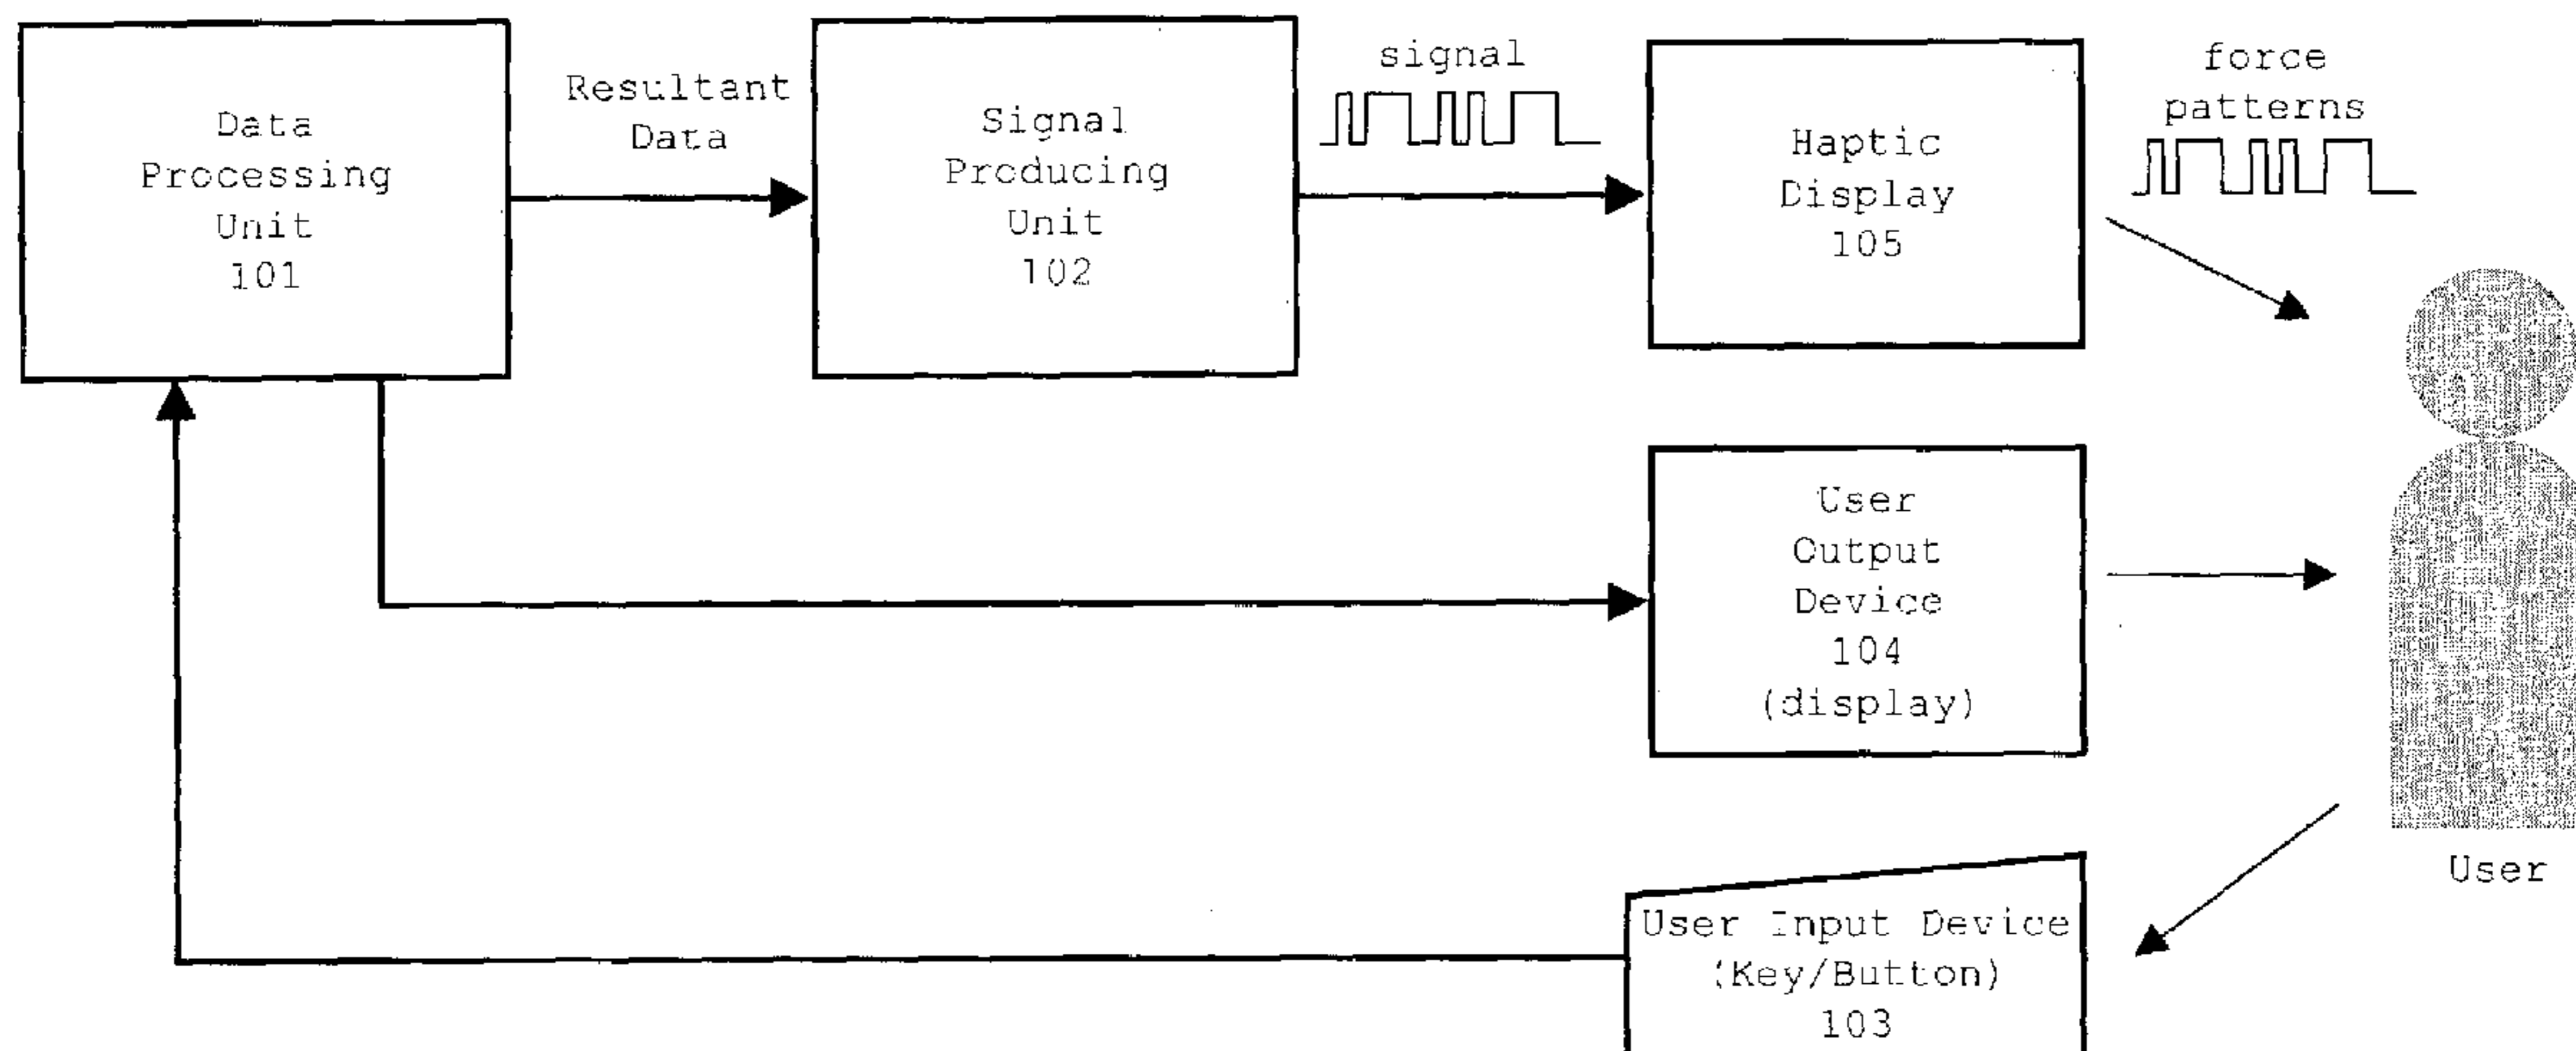 Data
Processing
Unit
101
Resultant
Data
Signal
Producing
Unit
102
signal
Haptic
Display
105
force
patterns
User
Output
Device
104
(display)
User
User Input Device
(Key/Button)
103